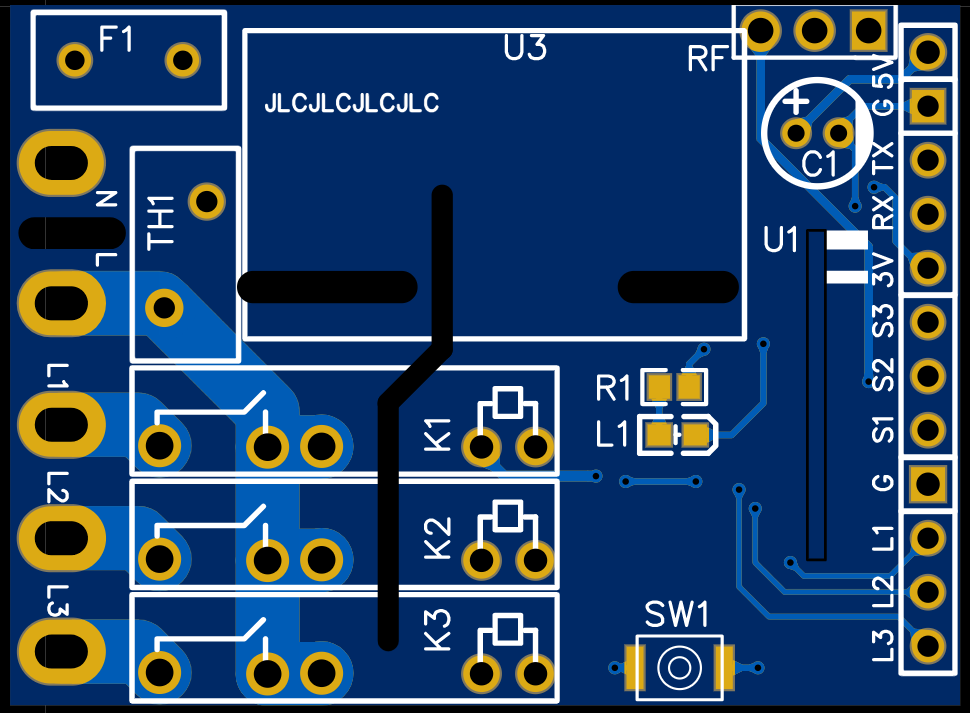 F1
U3
RF
JLCJLCJLCJLC
+
C1
5V
G
TX
RX
3V
S3
S2
S1
G
L1
L2
L3
N
L
TH1
U1
L1
L2
L3
K1
K2
K3
R1
L1
+
SW1